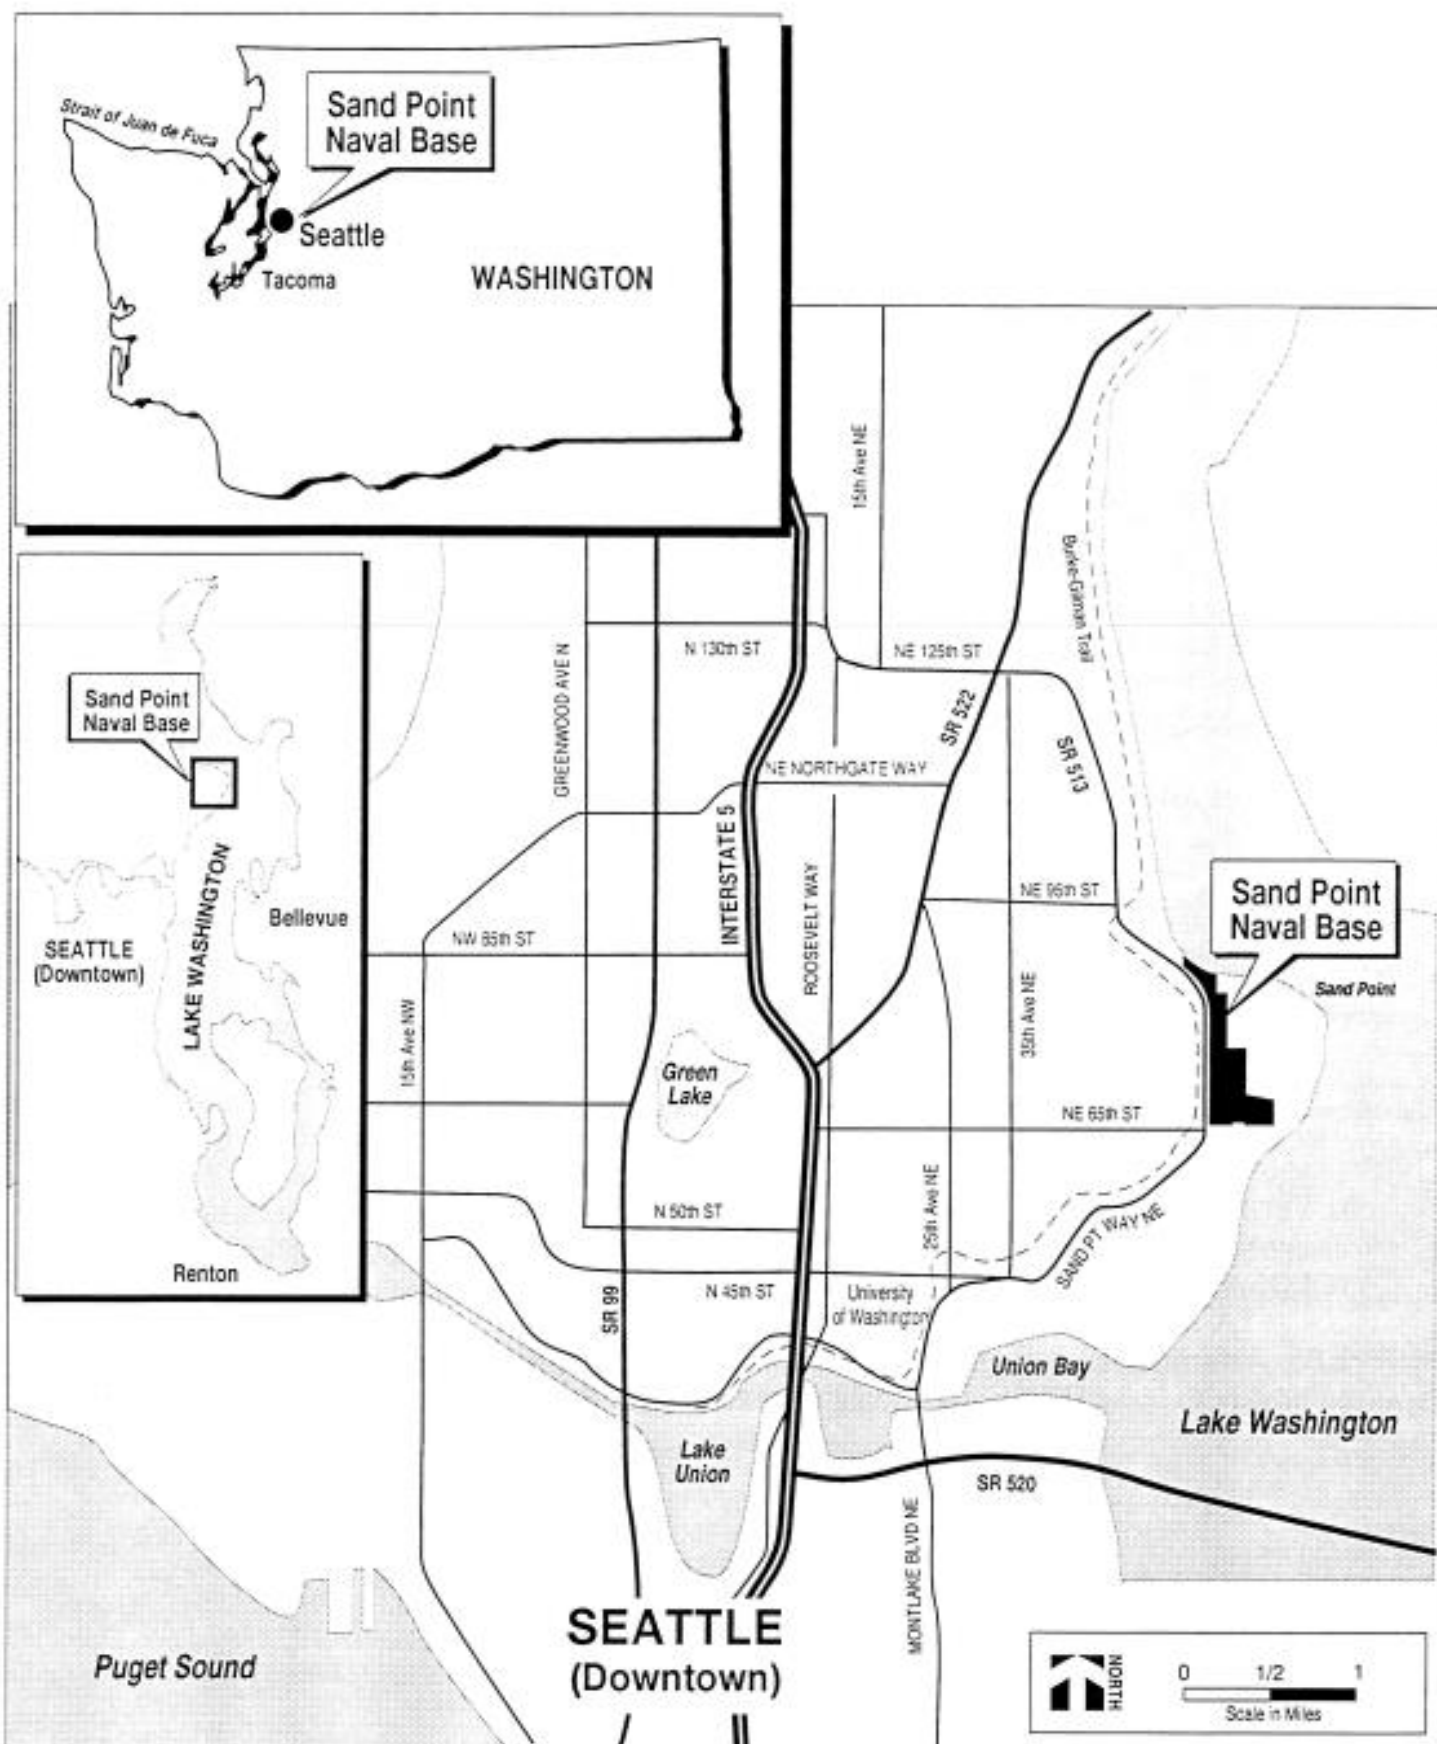 Strait of Juan de Fuca
Sand Point
Naval Base
Seattle
Tacoma
WASHINGTON
Sand Point
Naval Base
SEATTLE
(Downtown)
LAKE WASHINGTON
Bellevue
Renton
15th Ave NE
Burke-Gilman Trail
N 130th ST
NE 125th ST
GREENWOOD AVE N
SR 522
SR 513
NE NORTHGATE WAY
INTERSTATE 5
ROOSEVELT WAY
NE 95th ST
Sand Point
Naval Base
NW 85th ST
Sand Point
15th Ave NW
35th Ave NE
Green
Lake
NE 65th ST
25th Ave NE
N 50th ST
SAND PT WAY NE
N 45th ST
SR 99
University
of Washington
Union Bay
Lake Washington
Lake
Union
SR 520
MONTLAKE BLVD NE
SEATTLE
(Downtown)
Puget Sound
NORTH
0 1/2 1
Scale in Miles